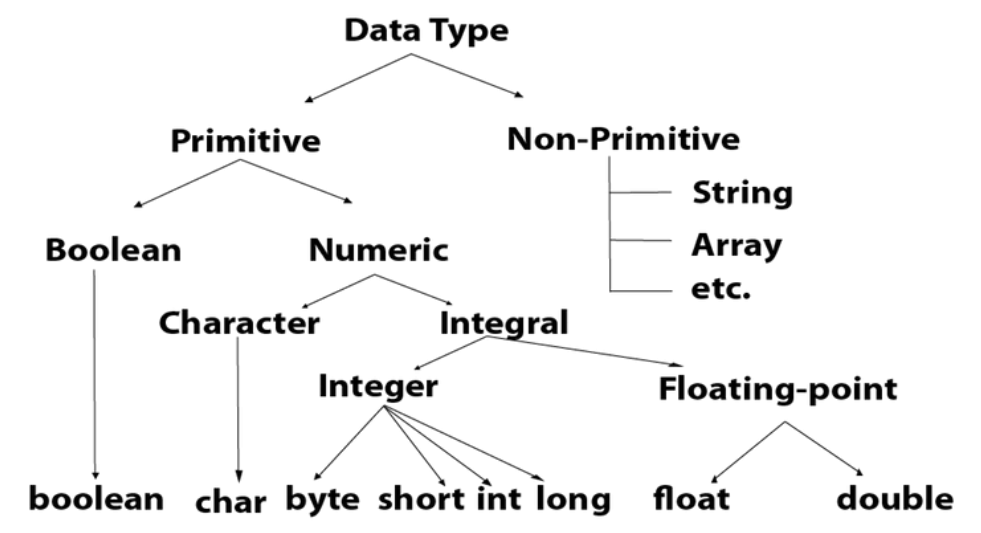 Data Type
Primitive
Non-Primitive
String
Array
etc.
Boolean
Numeric
Character
Integral
Integer
Floating-point
boolean
char
byte
short
int
long
float
double